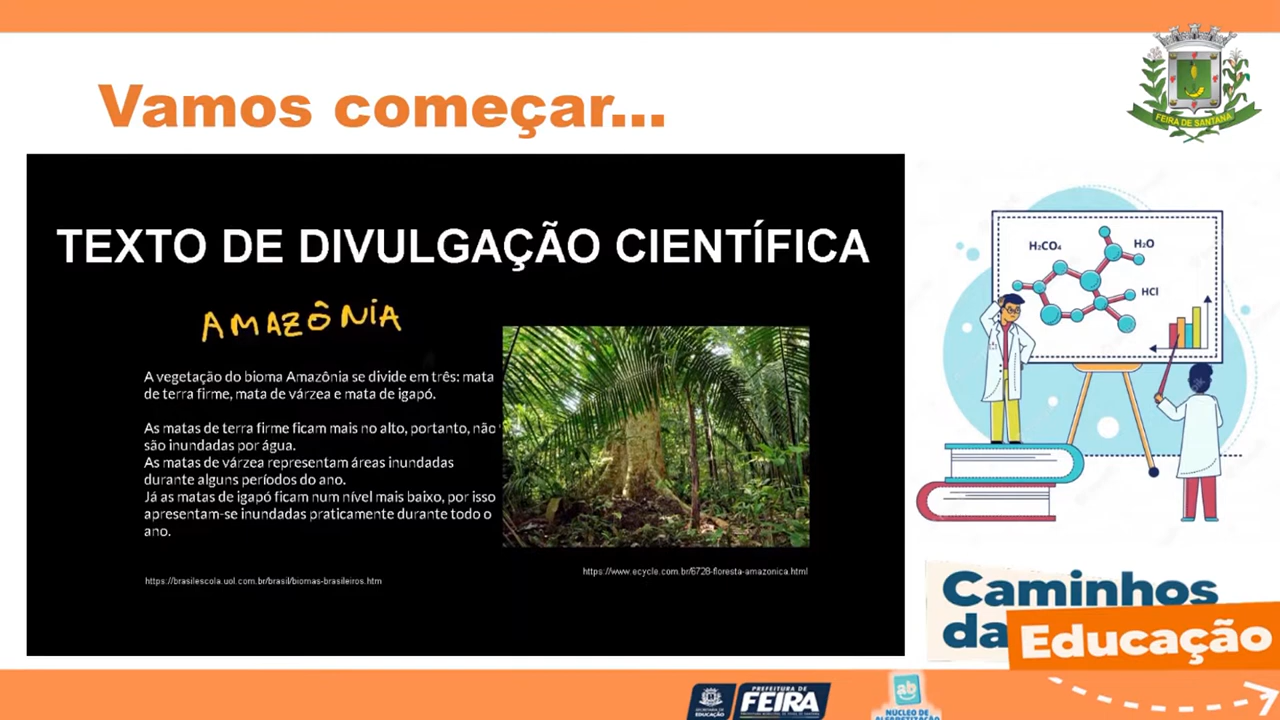 FEIRA DE SANTANA
Vamos começar...
TEXTO DE DIVULGAÇÃO CIENTÍFICA
AMAZÔNiA
A vegetação do bioma Amazônia se divide em três: mata
de terra firme, mata de várzea e mata de igapó.
As matas de terra firme ficam mais no alto, portanto, não
são inundadas por água.
As matas de várzea representam áreas inundadas
durante alguns períodos do ano.
Já as matas de igapó ficam num nível mais baixo, por isso
apresentam-se inundadas praticamente durante todo o
ano.
https://brasilescola.uol.com.br/brasil/biomas-brasileiros.htm
https://www.ecycle.com.br/6728-floresta-amazonica.html
H₂CO₄
H₂O
HCl
Caminhos
da Educação
SECRETARIA DE
EDUCAÇÃO
PREFEITURA DE
FEIRA
ab
NÚCLEO DE
ALFABETIZAÇÃO